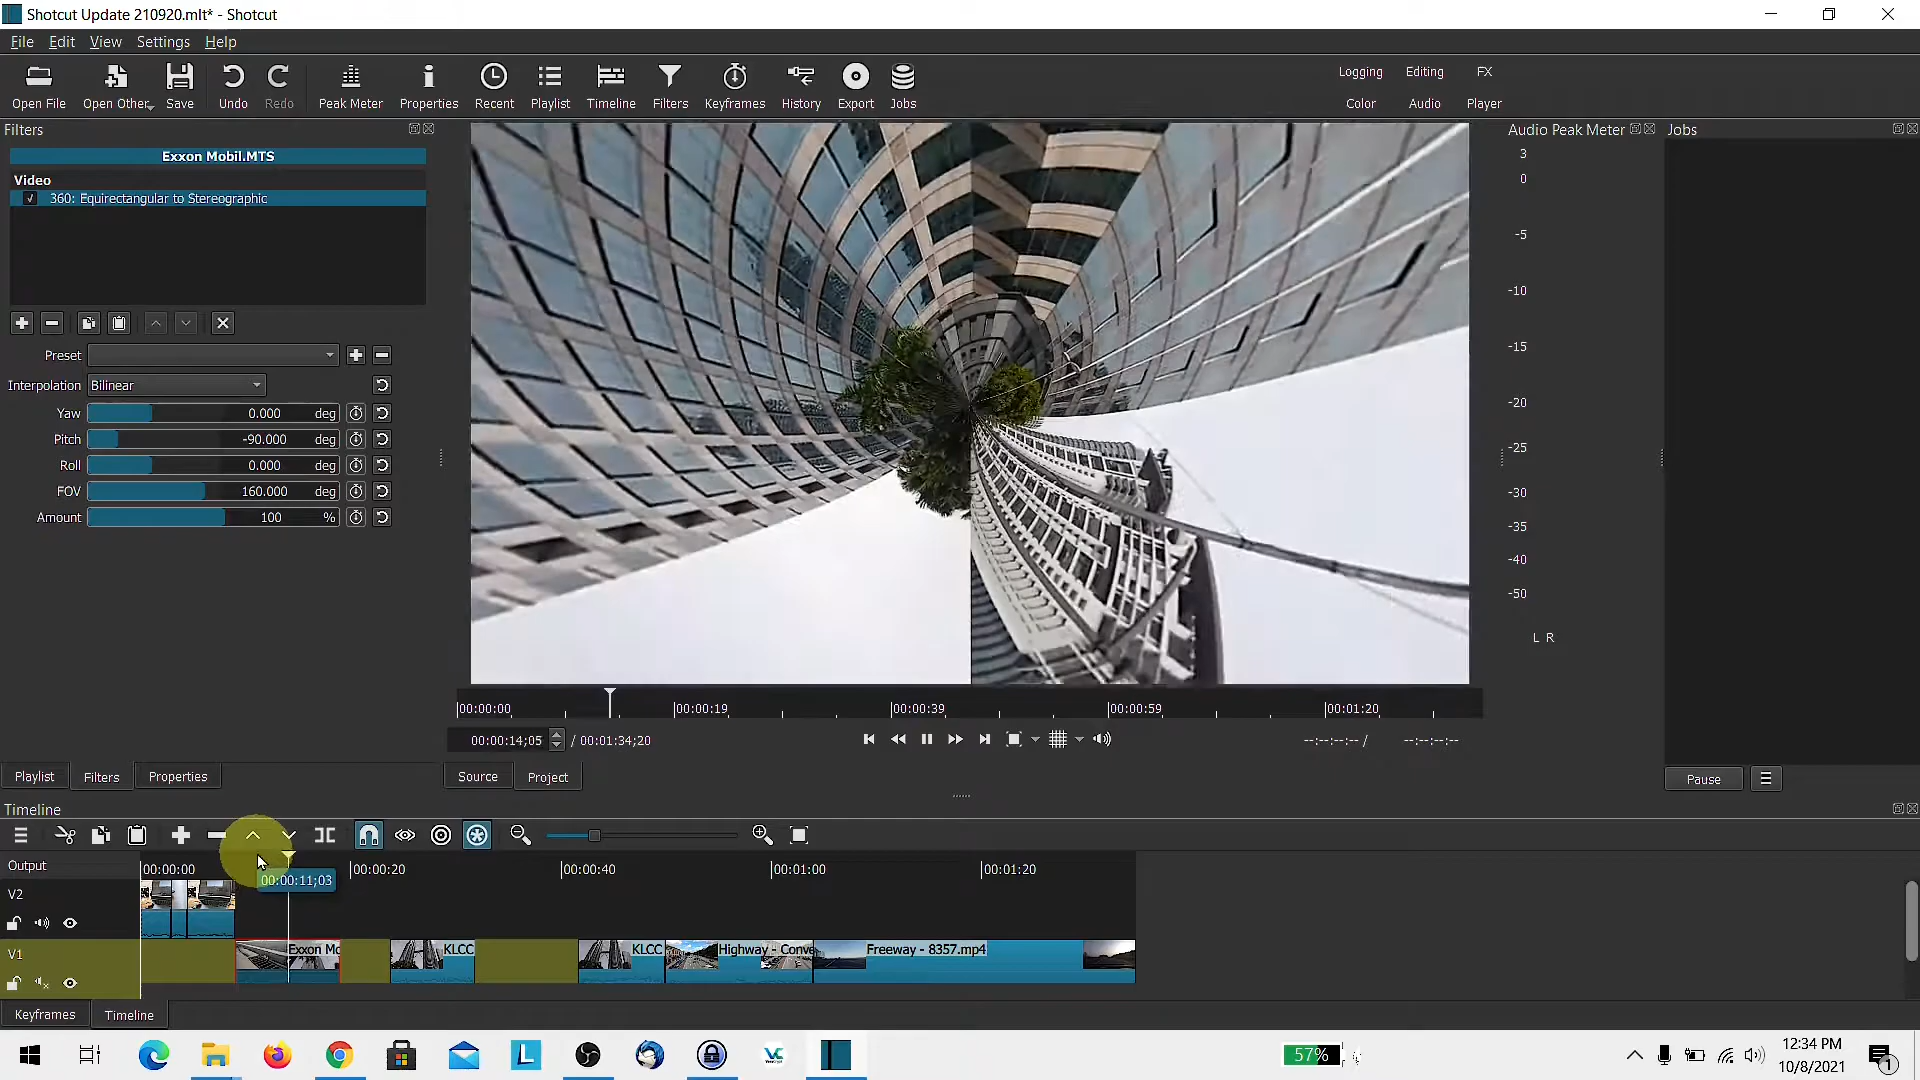 Shotcut Update 210920.mlt* - Shotcut
File Edit View Settings Help
Open File Open Other... Save Undo Redo Peak Meter Properties Recent Playlist Timeline Filters Keyframes History Export Jobs
Logging Editing FX
Color Audio Player
Filters
Exxon Mobil.MTS
Video
360: Equirectangular to Stereographic
Preset
Interpolation Bilinear
Yaw 0.000 deg
Pitch -90.000 deg
Roll 0.000 deg
FOV 160.000 deg
Amount 100 %
Audio Peak Meter
3
0
-5
-10
-15
-20
-25
-30
-35
-40
-50
L R
Jobs
00:00:00 00:00:19 00:00:39 00:00:59 00:01:20
00:00:14;05 / 00:01:34;20
--:--:--:-- / --:--:--:--
Playlist Filters Properties
Source Project
Pause
Timeline
Output
00:00:00 00:00:20 00:00:40 00:01:00 00:01:20
00:00:11;03
V2
V1
Exxon Mo KLCC KLCC Highway - Conve Freeway - 8357.mp4
Keyframes Timeline
57%
12:34 PM
10/8/2021
1